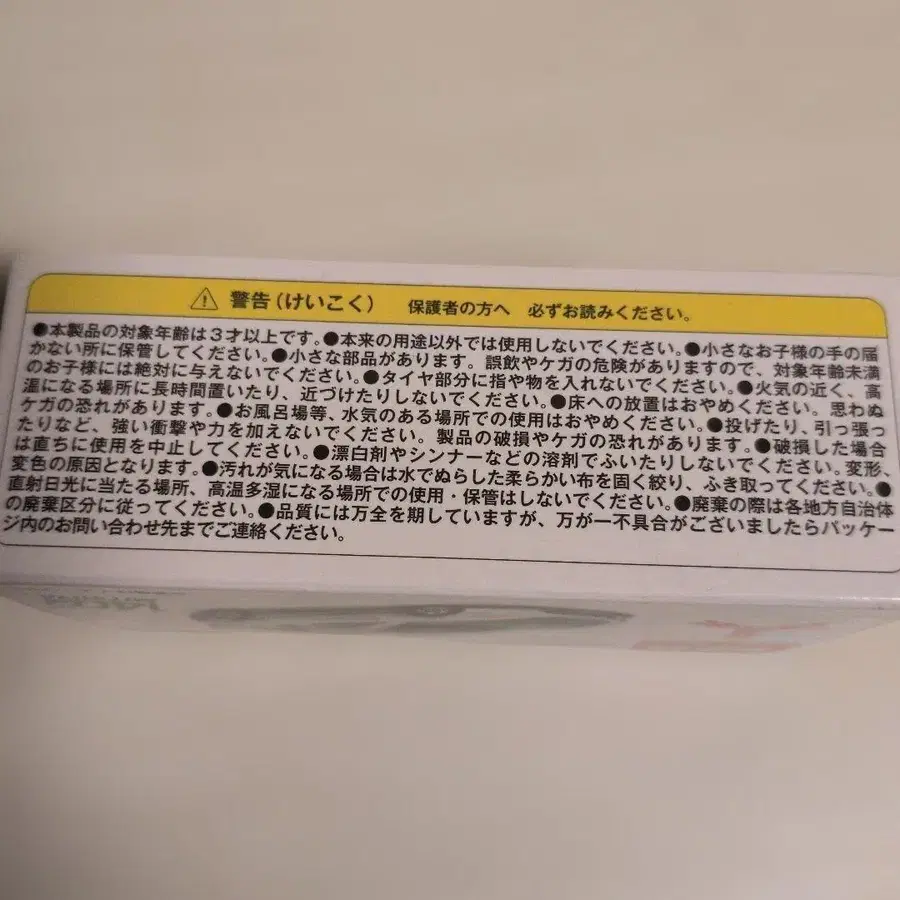 ⚠ 警告(けいこく) 保護者の方へ 必ずお読みください。
●本製品の対象年齢は3才以上です。●本来の用途以外では使用しないでください。●小さなお子様の手の届
かない所に保管してください。●小さな部品があります。誤飲やケガの危険がありますので、対象年齢未満
のお子様には絶対に与えないでください。●タイヤ部分に指や物を入れないでください。●火気の近く、高
温になる場所に長時間置いたり、近づけたりしないでください。●床への放置はおやめください。思わぬ
ケガの恐れがあります。●お風呂場等、水気のある場所での使用はおやめください。●投げたり、引っ張っ
たりなど、強い衝撃や力を加えないでください。製品の破損やケガの恐れがあります。●破損した場合
は直ちに使用を中止してください。●漂白剤やシンナーなどの溶剤でふいたりしないでください。変形、
変色の原因となります。●汚れが気になる場合は水でぬらした柔らかい布を固く絞り、ふき取ってください。●
直射日光に当たる場所、高温多湿になる場所での使用・保管はしないでください。●廃棄の際は各地方自治体
の廃棄区分に従ってください。●品質には万全を期していますが、万が一不具合がございましたらパッケー
ジ内のお問い合わせ先までご連絡ください。